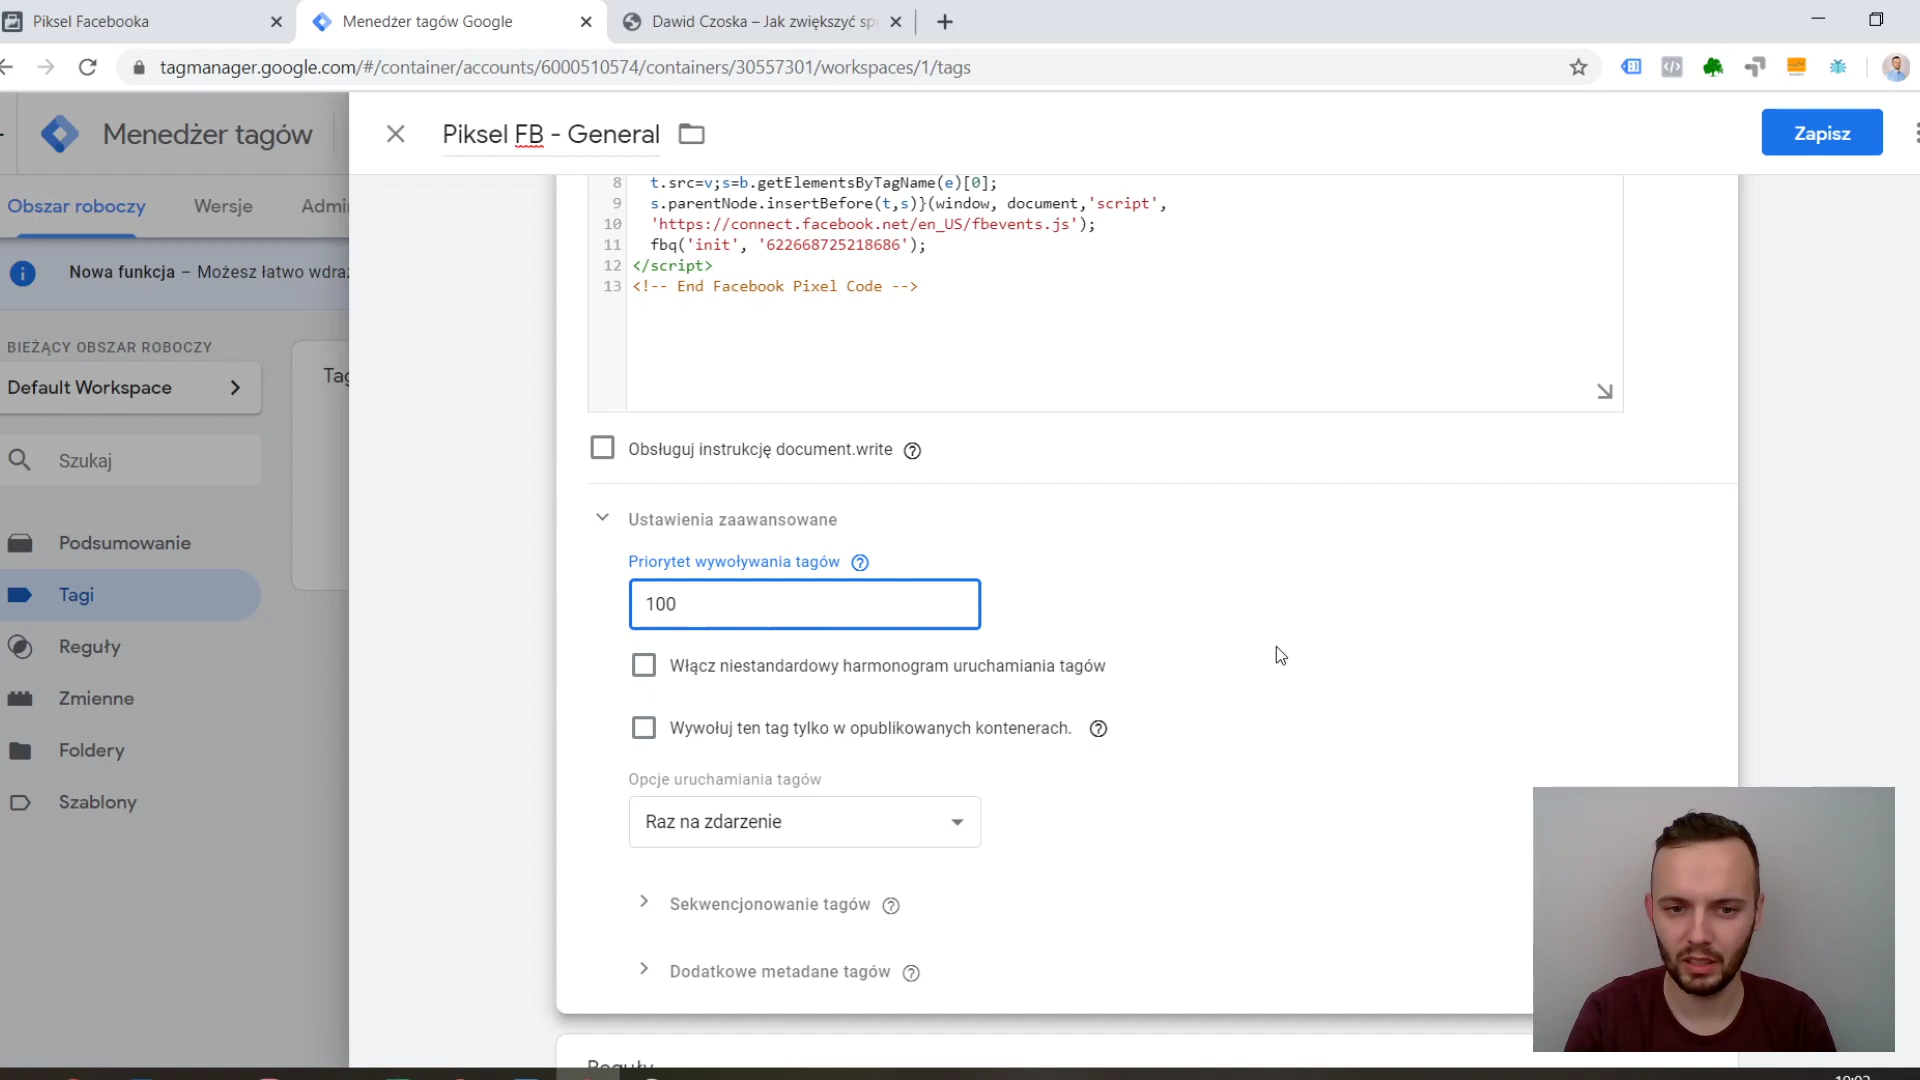 Piksel Facebooka
Menedżer tagów Google
Dawid Czoska – Jak zwiększyć sp
tagmanager.google.com/#/container/accounts/6000510574/containers/30557301/workspaces/1/tags
Menedżer tagów
Piksel FB - General
Zapisz
Obszar roboczy
Wersje
Admi
Nowa funkcja – Możesz łatwo wdra
BIEŻĄCY OBSZAR ROBOCZY
Default Workspace
Tag
Szukaj
Podsumowanie
Tagi
Reguły
Zmienne
Foldery
Szablony
8 t.src=v;s=b.getElementsByTagName(e)[0];
9 s.parentNode.insertBefore(t,s)}(window, document,'script',
10 'https://connect.facebook.net/en_US/fbevents.js');
11 fbq('init', '622668725218686');
12 </script>
13 <!-- End Facebook Pixel Code -->
Obsługuj instrukcję document.write
Ustawienia zaawansowane
Priorytet wywoływania tagów
100
Włącz niestandardowy harmonogram uruchamiania tagów
Wywołuj ten tag tylko w opublikowanych kontenerach.
Opcje uruchamiania tagów
Raz na zdarzenie
Sekwencjonowanie tagów
Dodatkowe metadane tagów
Reguły